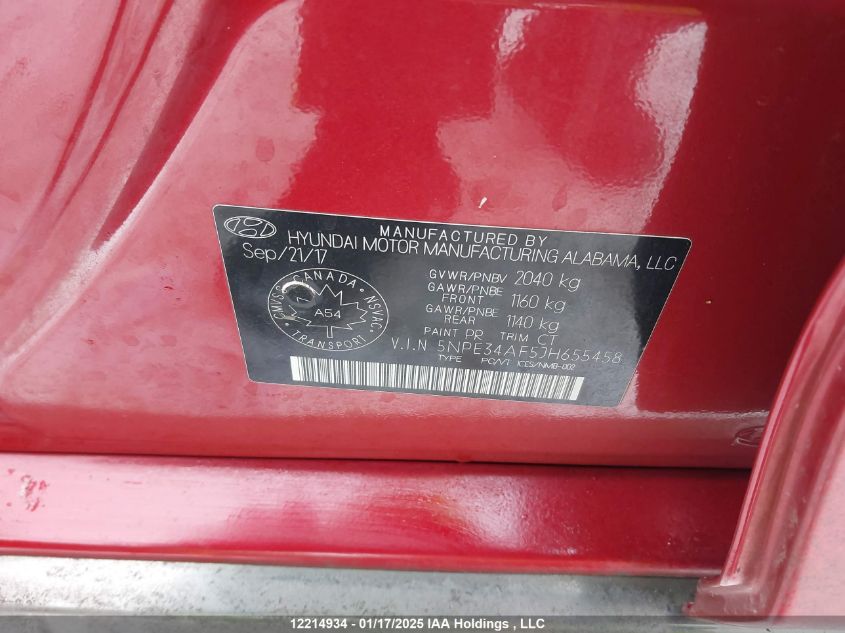 MANUFACTURED BY
HYUNDAI MOTOR MANUFACTURING ALABAMA, LLC
Sep/21/17
GVWR/PNBV 2040 kg
GAWR/PNBE
FRONT 1160 kg
GAWR/PNBE
REAR 1140 kg
PAINT PR TRIM CT
V.I.N 5NPE34AF5JH655458
TYPE PC/VT ICES/NMB-002
CANADA
CMVSS NSVAC
A54
TRANSPORT
12214934 - 01/17/2025 IAA Holdings , LLC